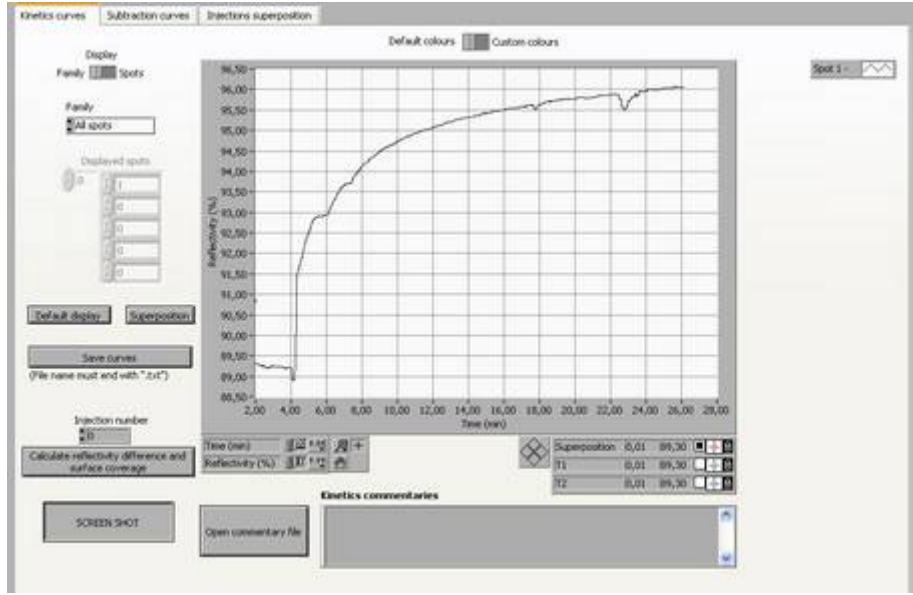 Kinetics curves Subtraction curves Injections superposition
Default colours Custom colours
Display
Family Spots
Spot 1 -
Family
All spots
Displayed spots
0 1
0
0
0
0
Default display Superposition
Save curves
(File name must end with ".txt")
Injection number
0
Calculate reflectivity difference and
surface coverage
SCREEN SHOT
Reflectivity (%)
96,50
96,00
95,50
95,00
94,50
94,00
93,50
93,00
92,50
92,00
91,50
91,00
90,50
90,00
89,50
89,00
88,50
2,00 4,00 6,00 8,00 10,00 12,00 14,00 16,00 18,00 20,00 22,00 24,00 26,00 28,00
Time (min)
Time (min)
Reflectivity (%)
Superposition 0,01 89,30
T1 0,01 89,30
T2 0,01 89,30
Kinetics commentaries
Open commentary file